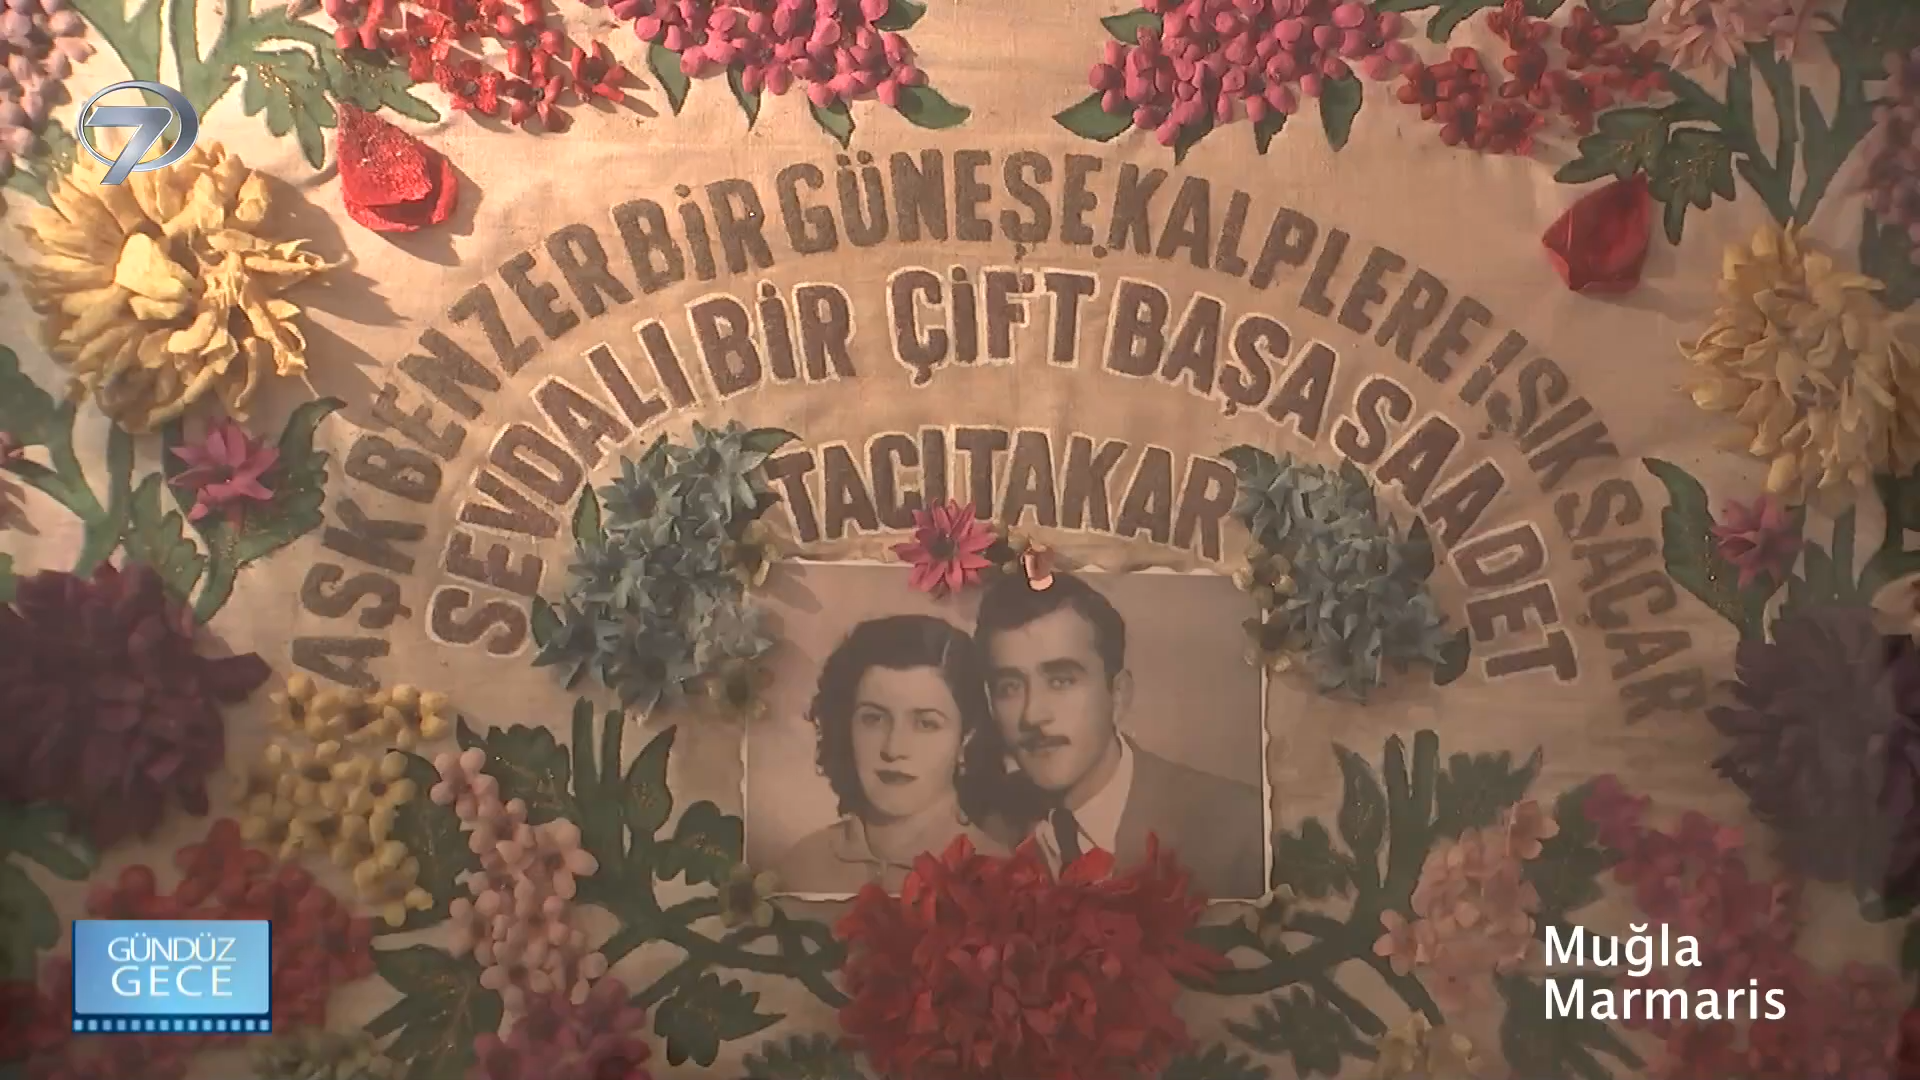 7
AŞK BENZER BİR GÜNEŞE KALPLERE IŞIK SAÇAR
SEVDALI BİR ÇİFT BAŞA SAADET
TACI TAKAR
GÜNDÜZ
GECE
Muğla
Marmaris